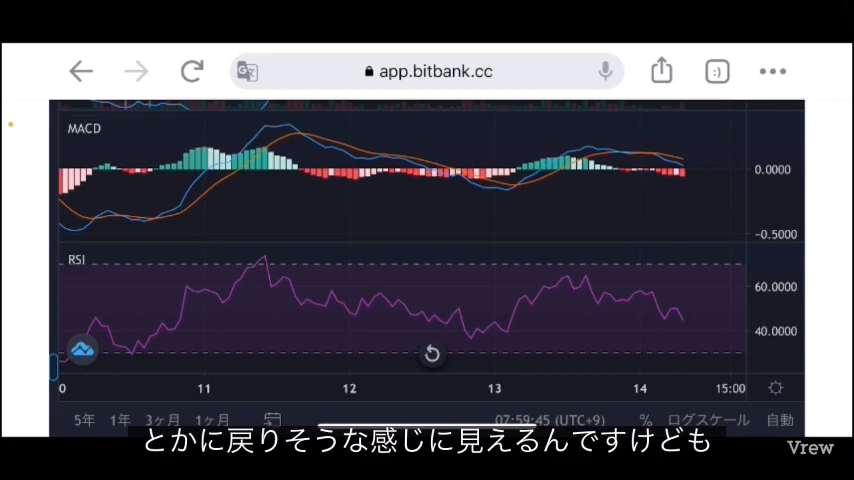 app.bitbank.cc
MACD
0.0000
−0.5000
RSI
60.0000
40.0000
0 11 12 13 14 15:00
5年 1年 3ヶ月 1ヶ月 07:59:45 (UTC+9) % ログスケール 自動
とかに戻りそうな感じに見えるんですけども
Vrew